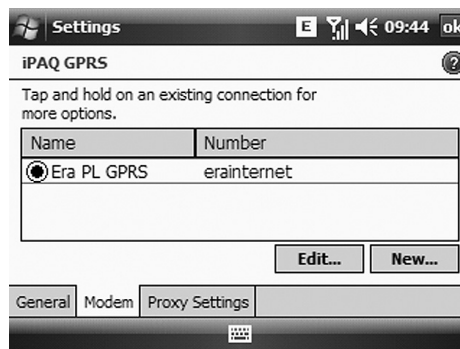 Settings E 09:44 ok
iPAQ GPRS ?
Tap and hold on an existing connection for
more options.
Name Number
Era PL GPRS erainternet
Edit... New...
General Modem Proxy Settings